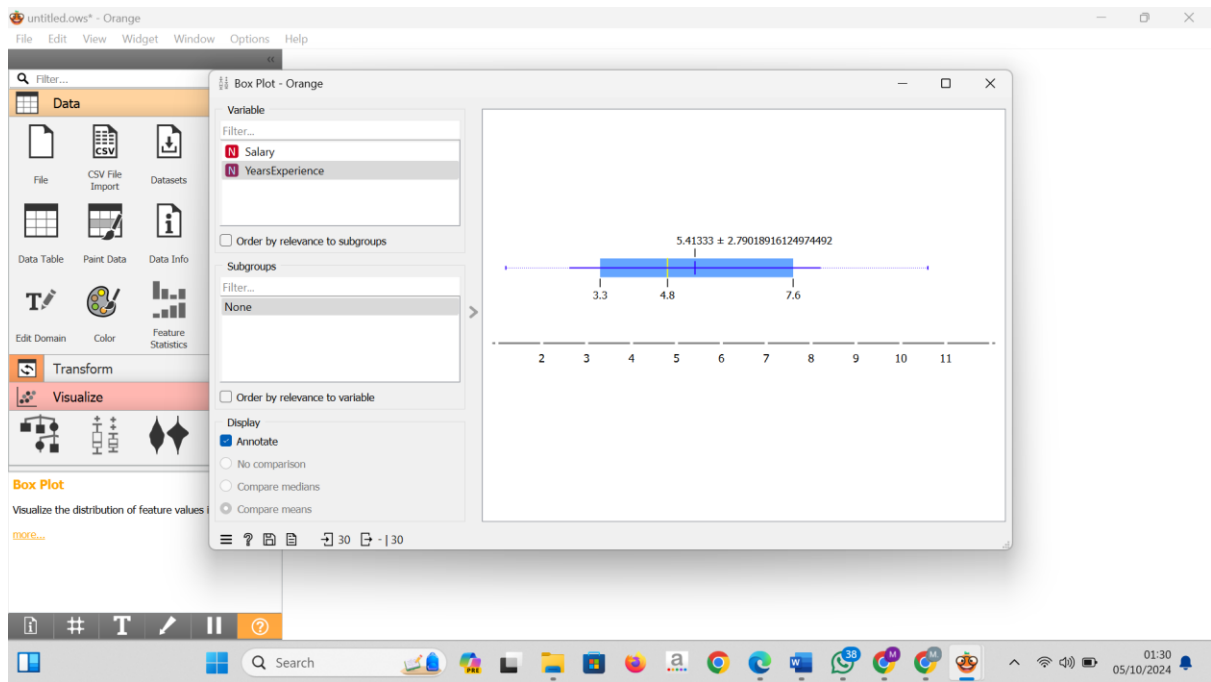 untitled.ows* - Orange
File Edit View Widget Window Options Help
Filter...
Data
File
CSV File Import
Datasets
Data Table
Paint Data
Data Info
Edit Domain
Color
Feature Statistics
Transform
Visualize
Box Plot
Visualize the distribution of feature values i
more...
Box Plot - Orange
Variable
Filter...
N Salary
N YearsExperience
Order by relevance to subgroups
Subgroups
Filter...
None
Order by relevance to variable
Display
Annotate
No comparison
Compare medians
Compare means
30 - | 30
5.41333 ± 2.79018916124974492
3.3 4.8 7.6
2 3 4 5 6 7 8 9 10 11
Search
PRE
a
38
M
M
01:30
05/10/2024